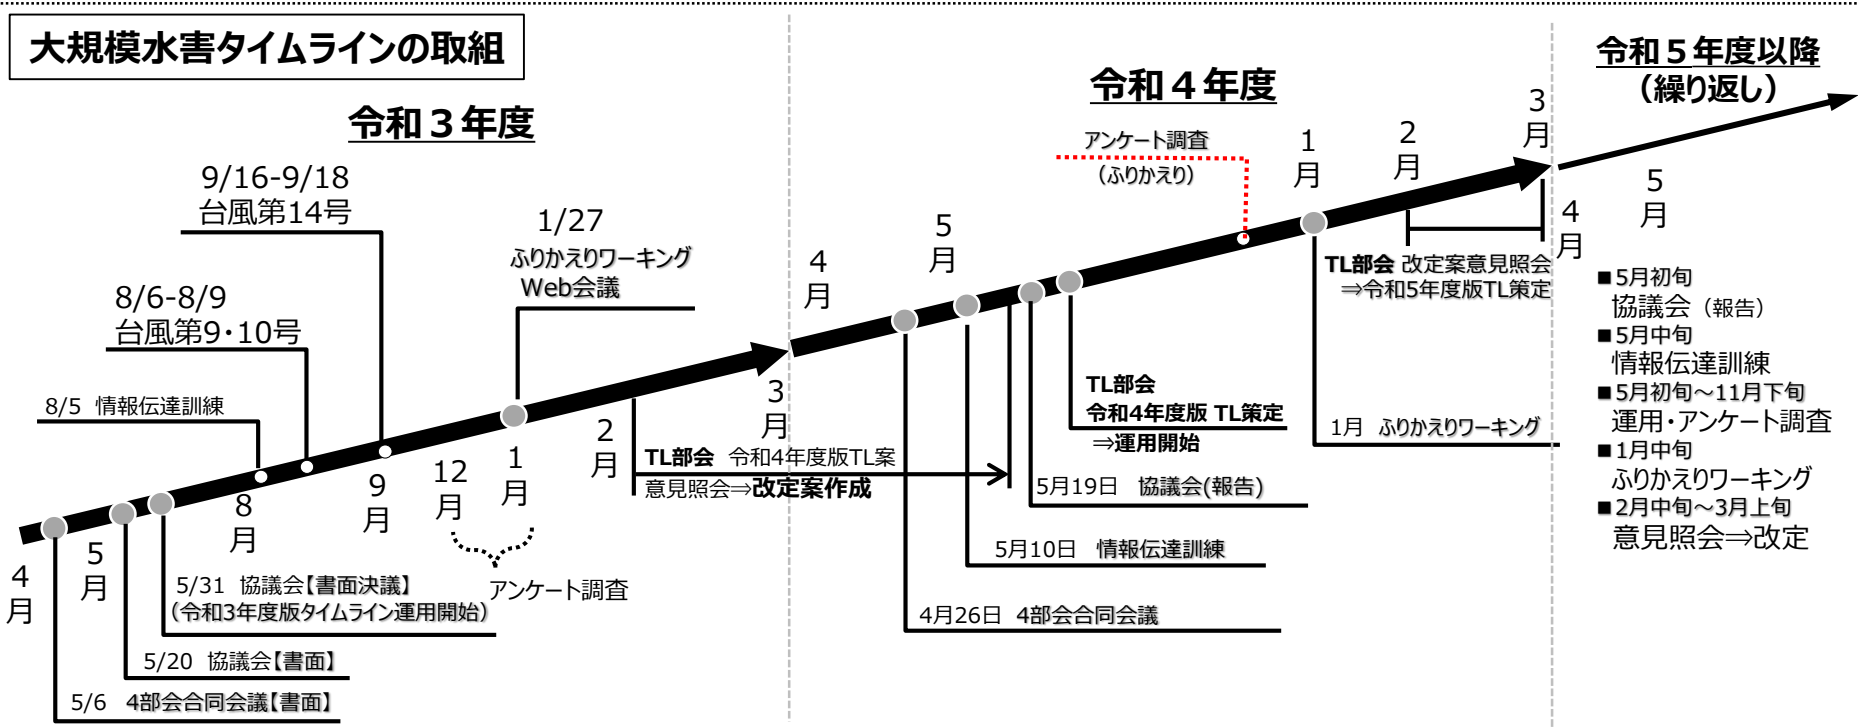 大規模水害タイムラインの取組
令和３年度
9/16-9/18
台風第14号
8/6-8/9
台風第9・10号
8/5 情報伝達訓練
1/27
ふりかえりワーキング
Web会議
4
月
5
月
8
月
9
月
12
月
1
月
2
月
3
月
アンケート調査
5/31 協議会【書面決議】
（令和3年度版タイムライン運用開始）
5/20 協議会【書面】
5/6 4部会合同会議【書面】
TL部会 令和4年度版TL案
意見照会⇒改定案作成
令和４年度
アンケート調査
（ふりかえり）
4
月
5
月
1
月
2
月
3
月
TL部会 改定案意見照会
⇒令和5年度版TL策定
TL部会
令和4年度版 TL策定
⇒運用開始
1月 ふりかえりワーキング
5月19日 協議会(報告)
5月10日 情報伝達訓練
4月26日 4部会合同会議
令和５年度以降
（繰り返し）
4
月
5
月
■5月初旬
協議会（報告）
■5月中旬
情報伝達訓練
■5月初旬～11月下旬
運用・アンケート調査
■1月中旬
ふりかえりワーキング
■2月中旬～3月上旬
意見照会⇒改定